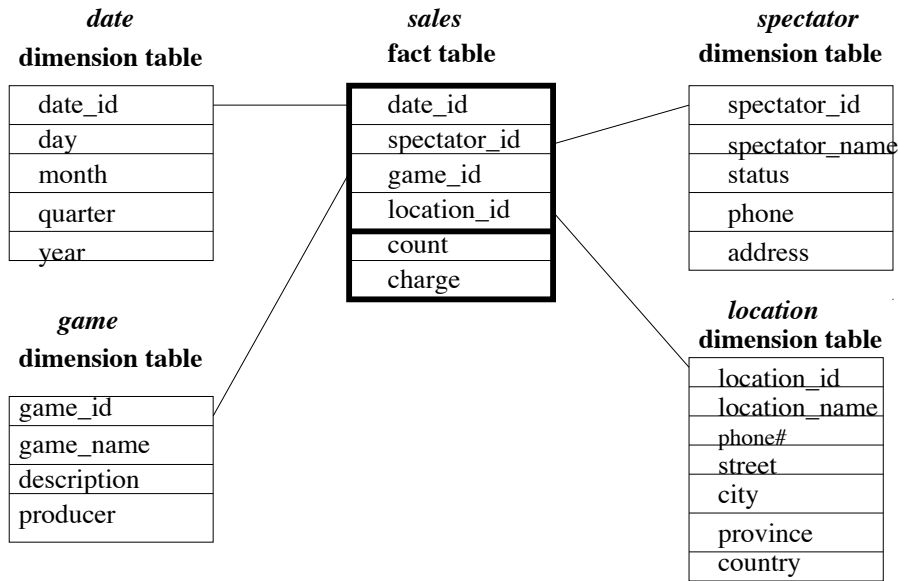 date
dimension table
date_id
day
month
quarter
year
sales
fact table
date_id
spectator_id
game_id
location_id
count
charge
spectator
dimension table
spectator_id
spectator_name
status
phone
address
game
dimension table
game_id
game_name
description
producer
location
dimension table
location_id
location_name
phone#
street
city
province
country